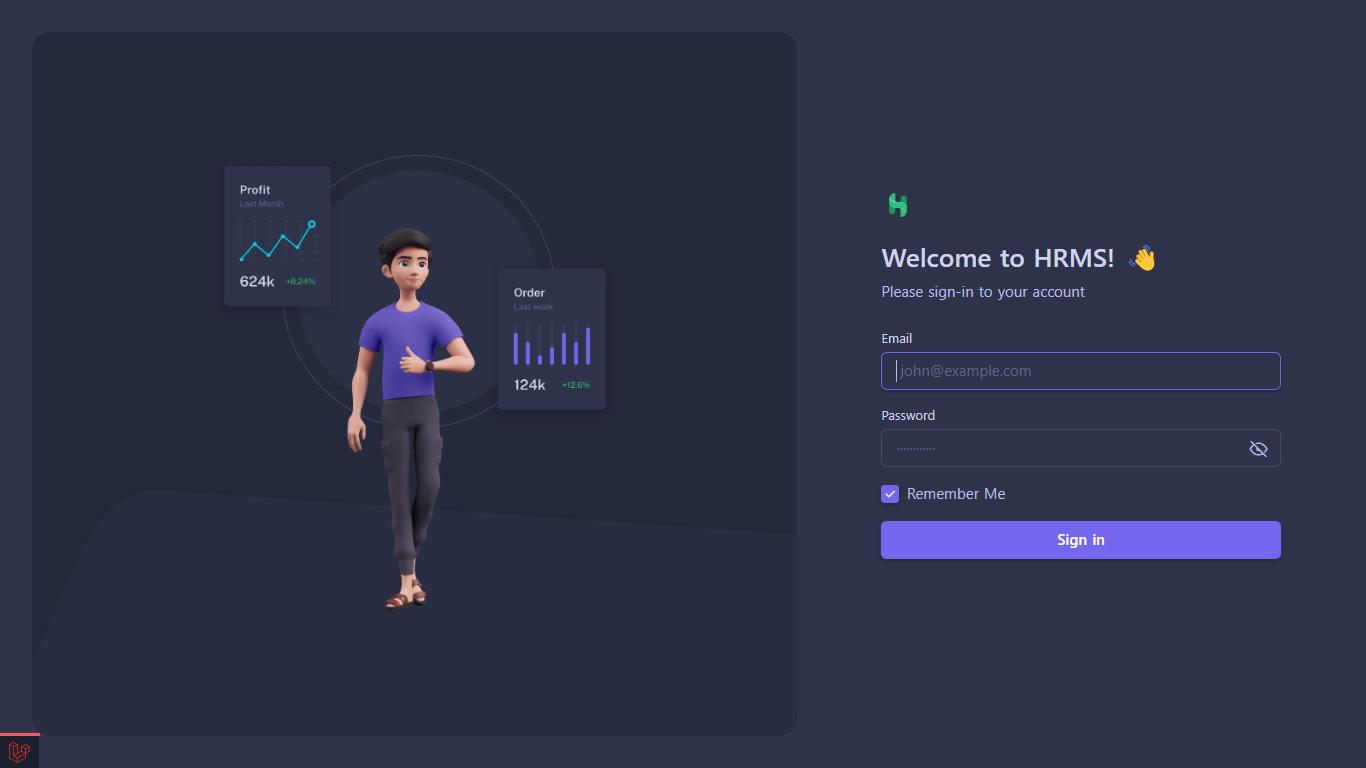 Profit
Last Month
624k +8.24%
Order
Last week
124k +12.6%
Welcome to HRMS! 👋
Please sign-in to your account
Email
john@example.com
Password
············
Remember Me
Sign in